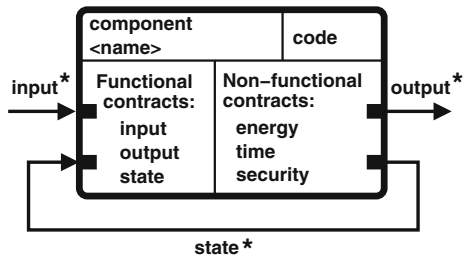 component
<name>
code
input*
Functional
contracts:
input
output
state
Non-functional
contracts:
energy
time
security
output*
state*